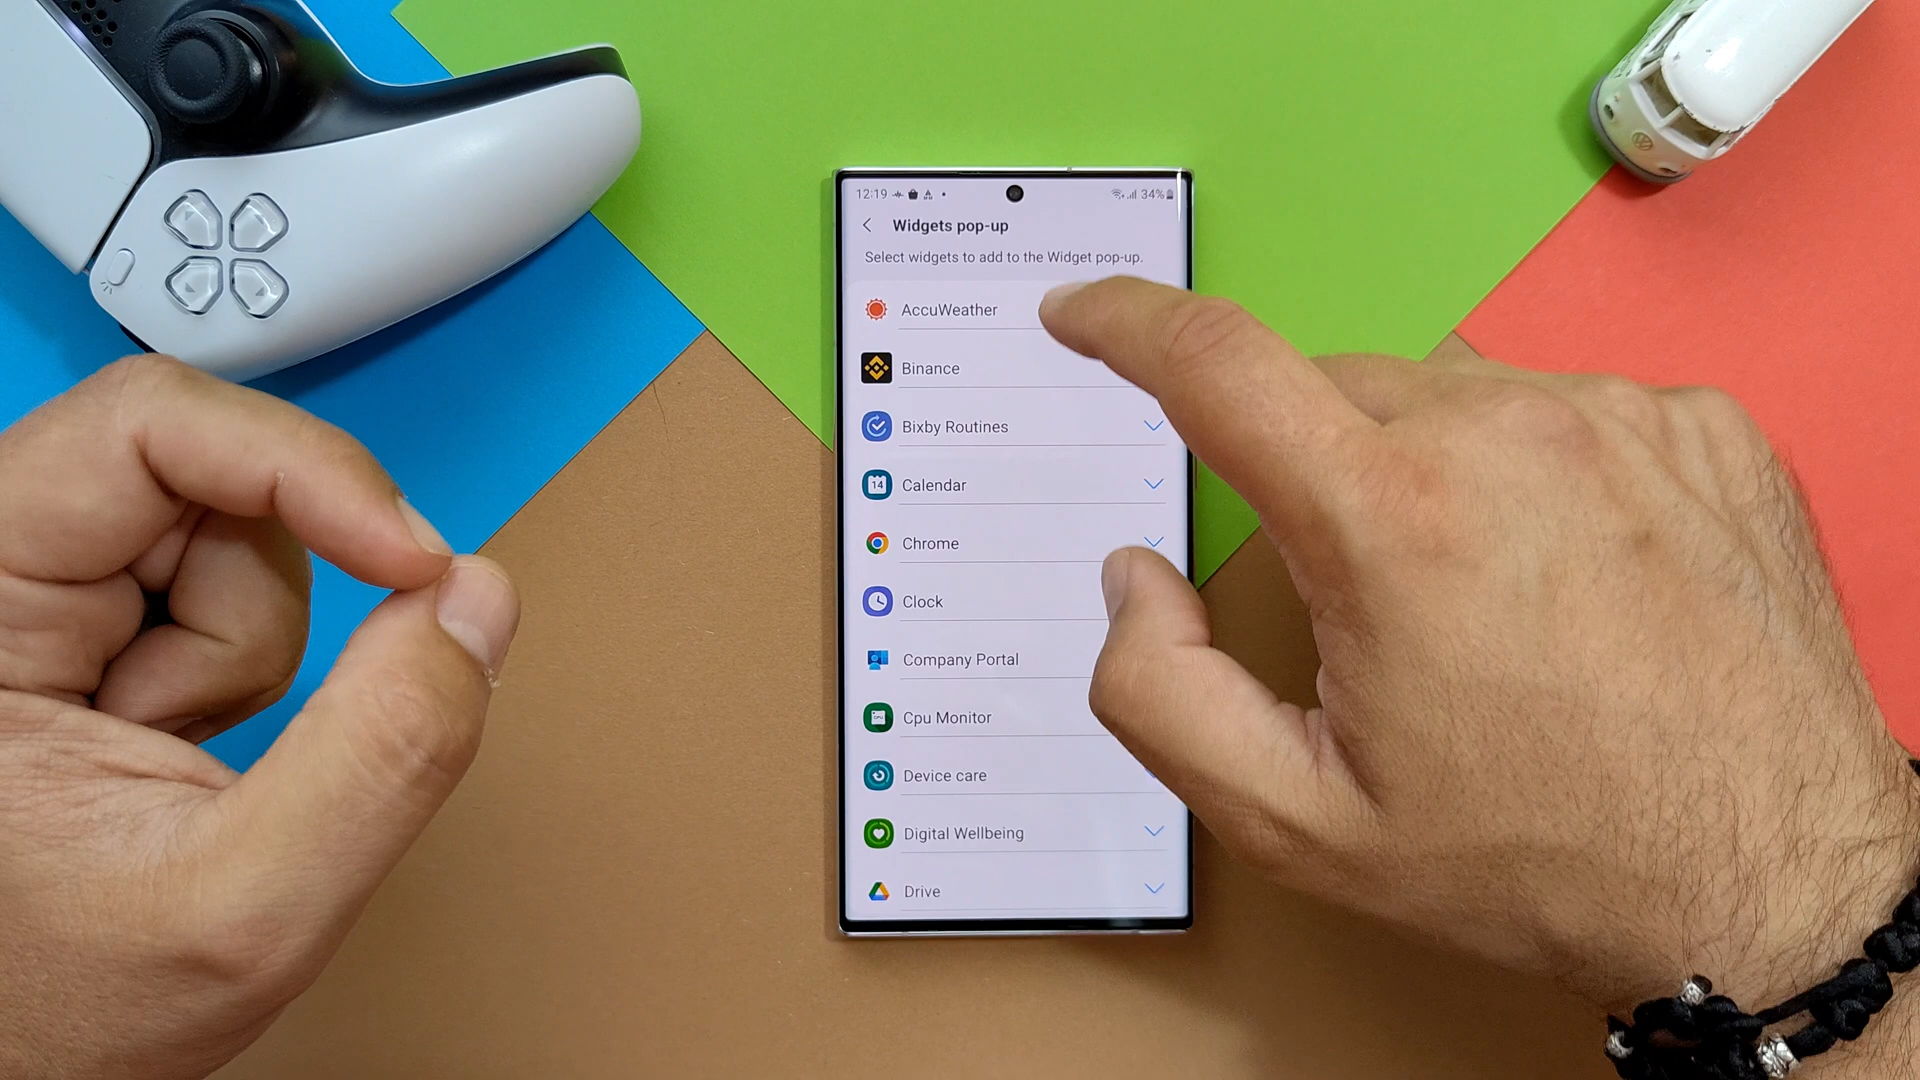 12:19
34%
Widgets pop-up
Select widgets to add to the Widget pop-up.
AccuWeather
Binance
Bixby Routines
14
Calendar
Chrome
Clock
Company Portal
CPU
Cpu Monitor
Device care
Digital Wellbeing
Drive